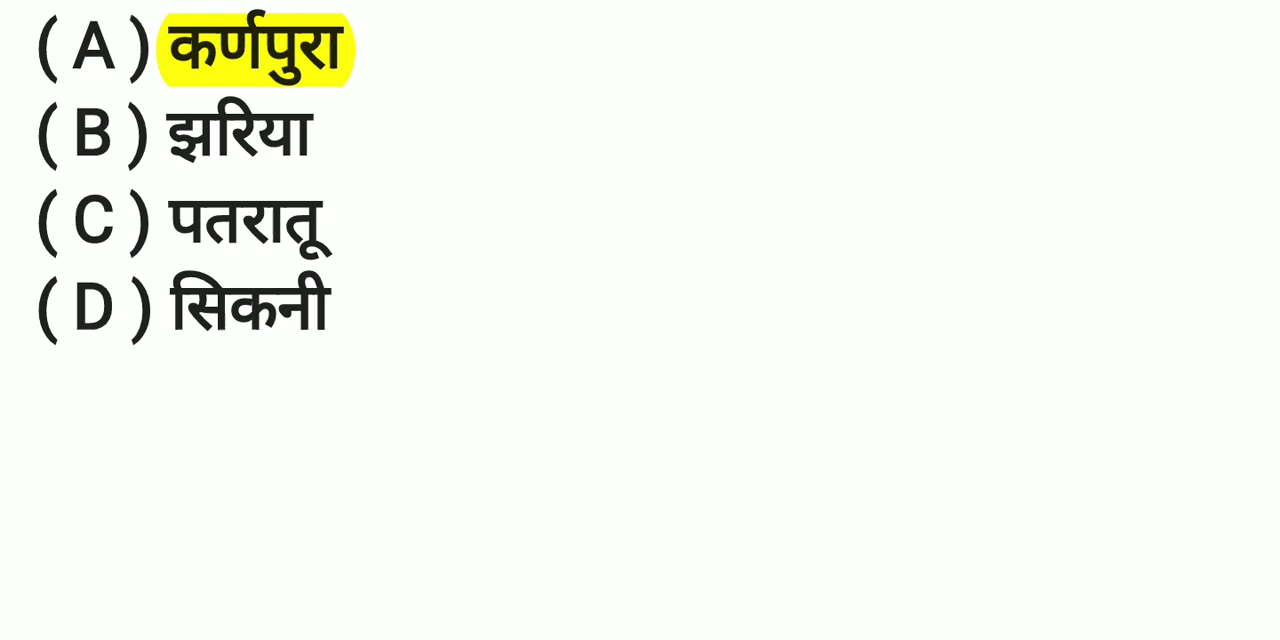 ( A ) कर्णपुरा
( B ) झरिया
( C ) पतरातू
( D ) सिकनी